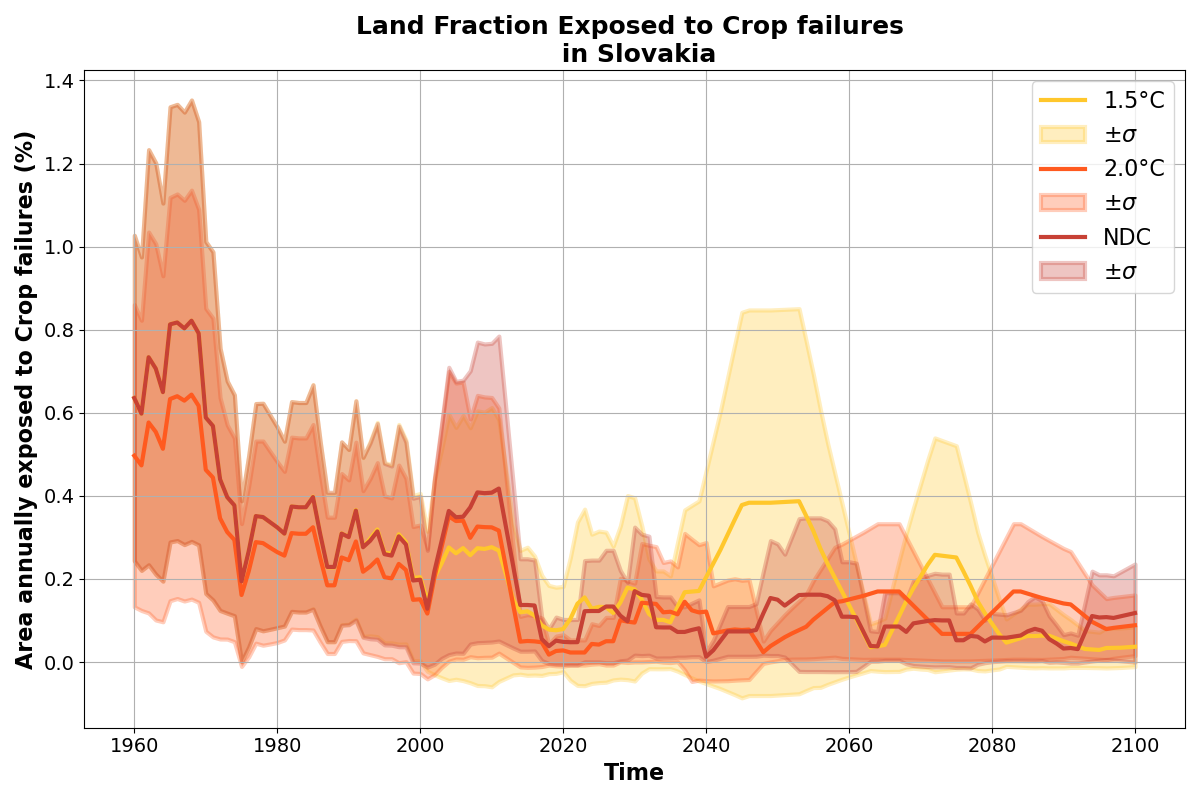 Land Fraction Exposed to Crop failures
in Slovakia
Area annually exposed to Crop failures (%)
1.4
1.2
1.0
0.8
0.6
0.4
0.2
0.0
1.5°C
±σ
2.0°C
±σ
NDC
±σ
1960
1980
2000
2020
2040
2060
2080
2100
Time